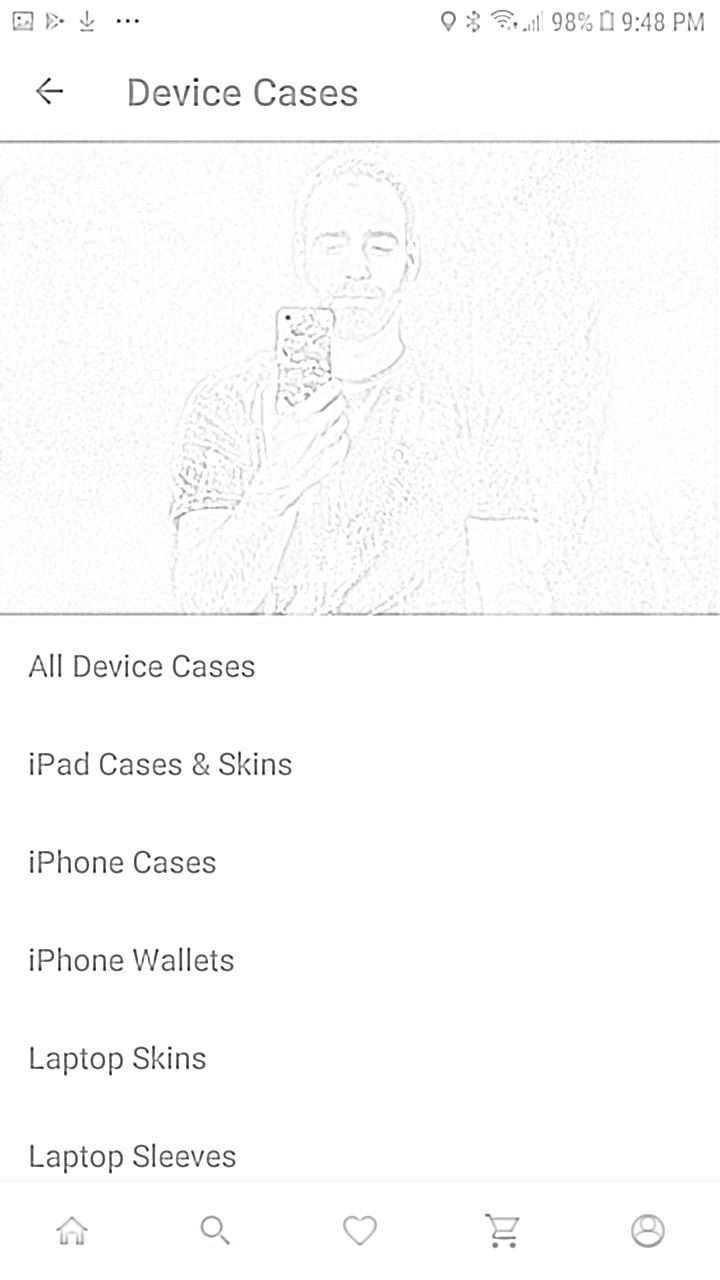 98% 9:48 PM
Device Cases
All Device Cases
iPad Cases & Skins
iPhone Cases
iPhone Wallets
Laptop Skins
Laptop Sleeves